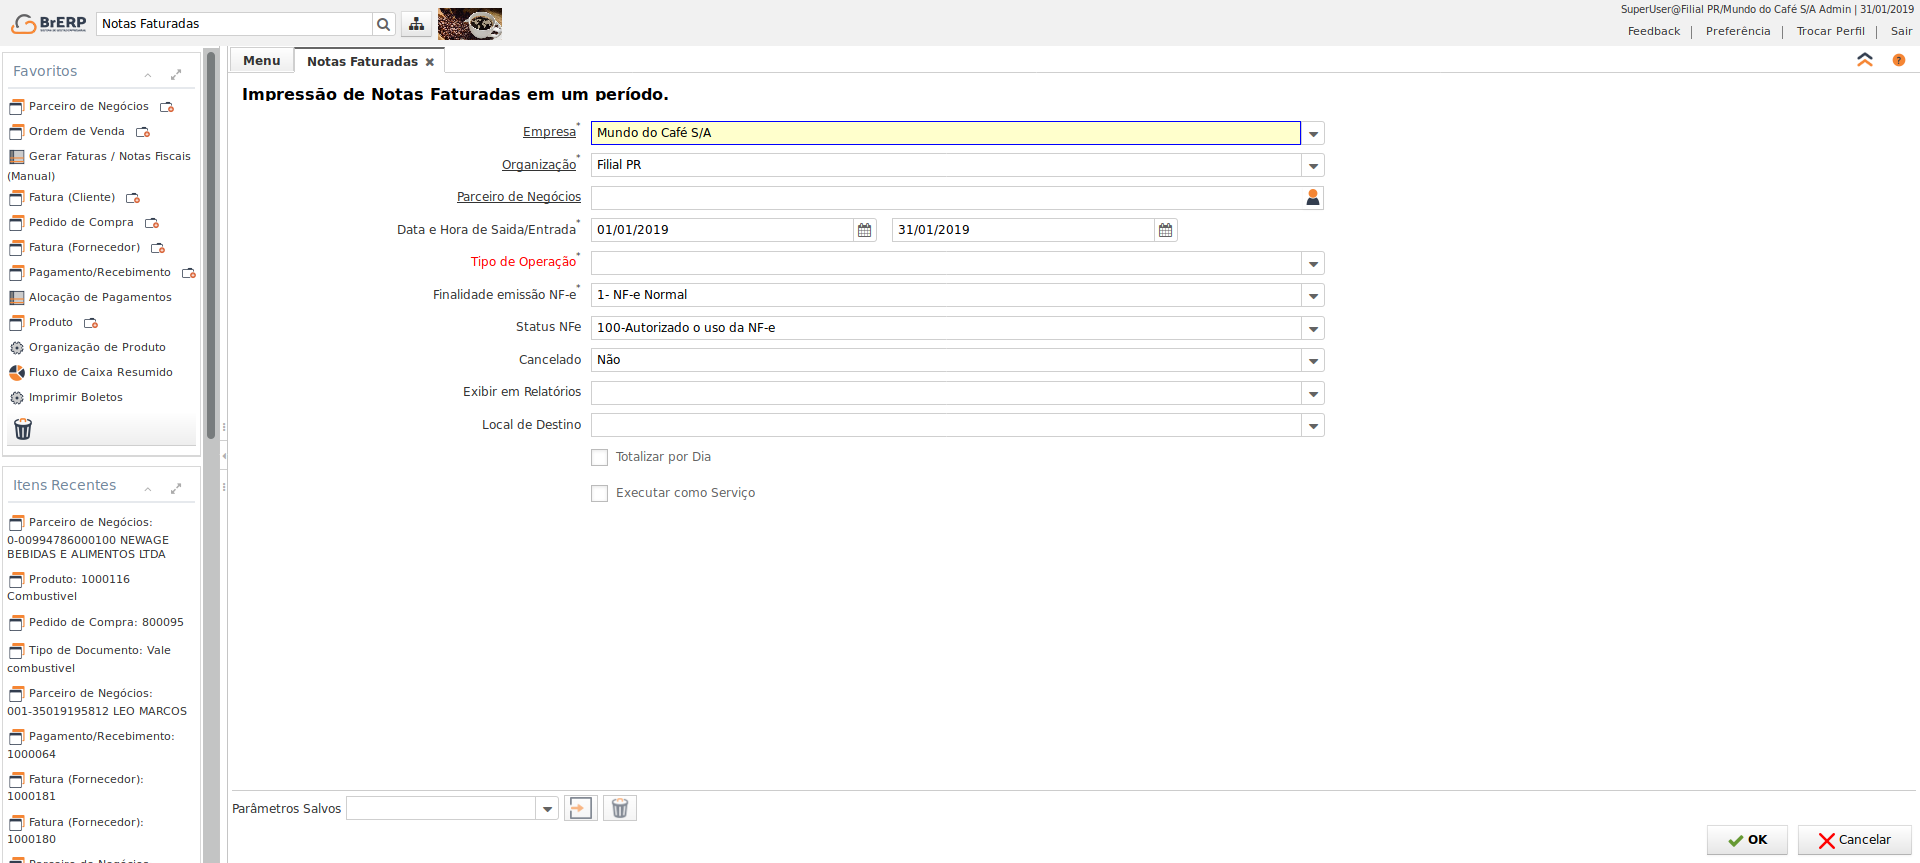 BrERP
Notas Faturadas
SuperUser@Filial PR/Mundo do Café S/A Admin | 31/01/2019
Feedback | Preferência | Trocar Perfil | Sair
Favoritos
Parceiro de Negócios
Ordem de Venda
Gerar Faturas / Notas Fiscais
(Manual)
Fatura (Cliente)
Pedido de Compra
Fatura (Fornecedor)
Pagamento/Recebimento
Alocação de Pagamentos
Produto
Organização de Produto
Fluxo de Caixa Resumido
Imprimir Boletos
Itens Recentes
Parceiro de Negócios:
0-00994786000100 NEWAGE
BEBIDAS E ALIMENTOS LTDA
Produto: 1000116
Combustivel
Pedido de Compra: 800095
Tipo de Documento: Vale
combustivel
Parceiro de Negócios:
001-35019195812 LEO MARCOS
Pagamento/Recebimento:
1000064
Fatura (Fornecedor):
1000181
Fatura (Fornecedor):
1000180
Menu
Notas Faturadas
?
Impressão de Notas Faturadas em um período.
Empresa* Mundo do Café S/A
Organização* Filial PR
Parceiro de Negócios
Data e Hora de Saida/Entrada* 01/01/2019 31/01/2019
Tipo de Operação*
Finalidade emissão NF-e* 1- NF-e Normal
Status NFe 100-Autorizado o uso da NF-e
Cancelado Não
Exibir em Relatórios
Local de Destino
Totalizar por Dia
Executar como Serviço
Parâmetros Salvos
OK
Cancelar